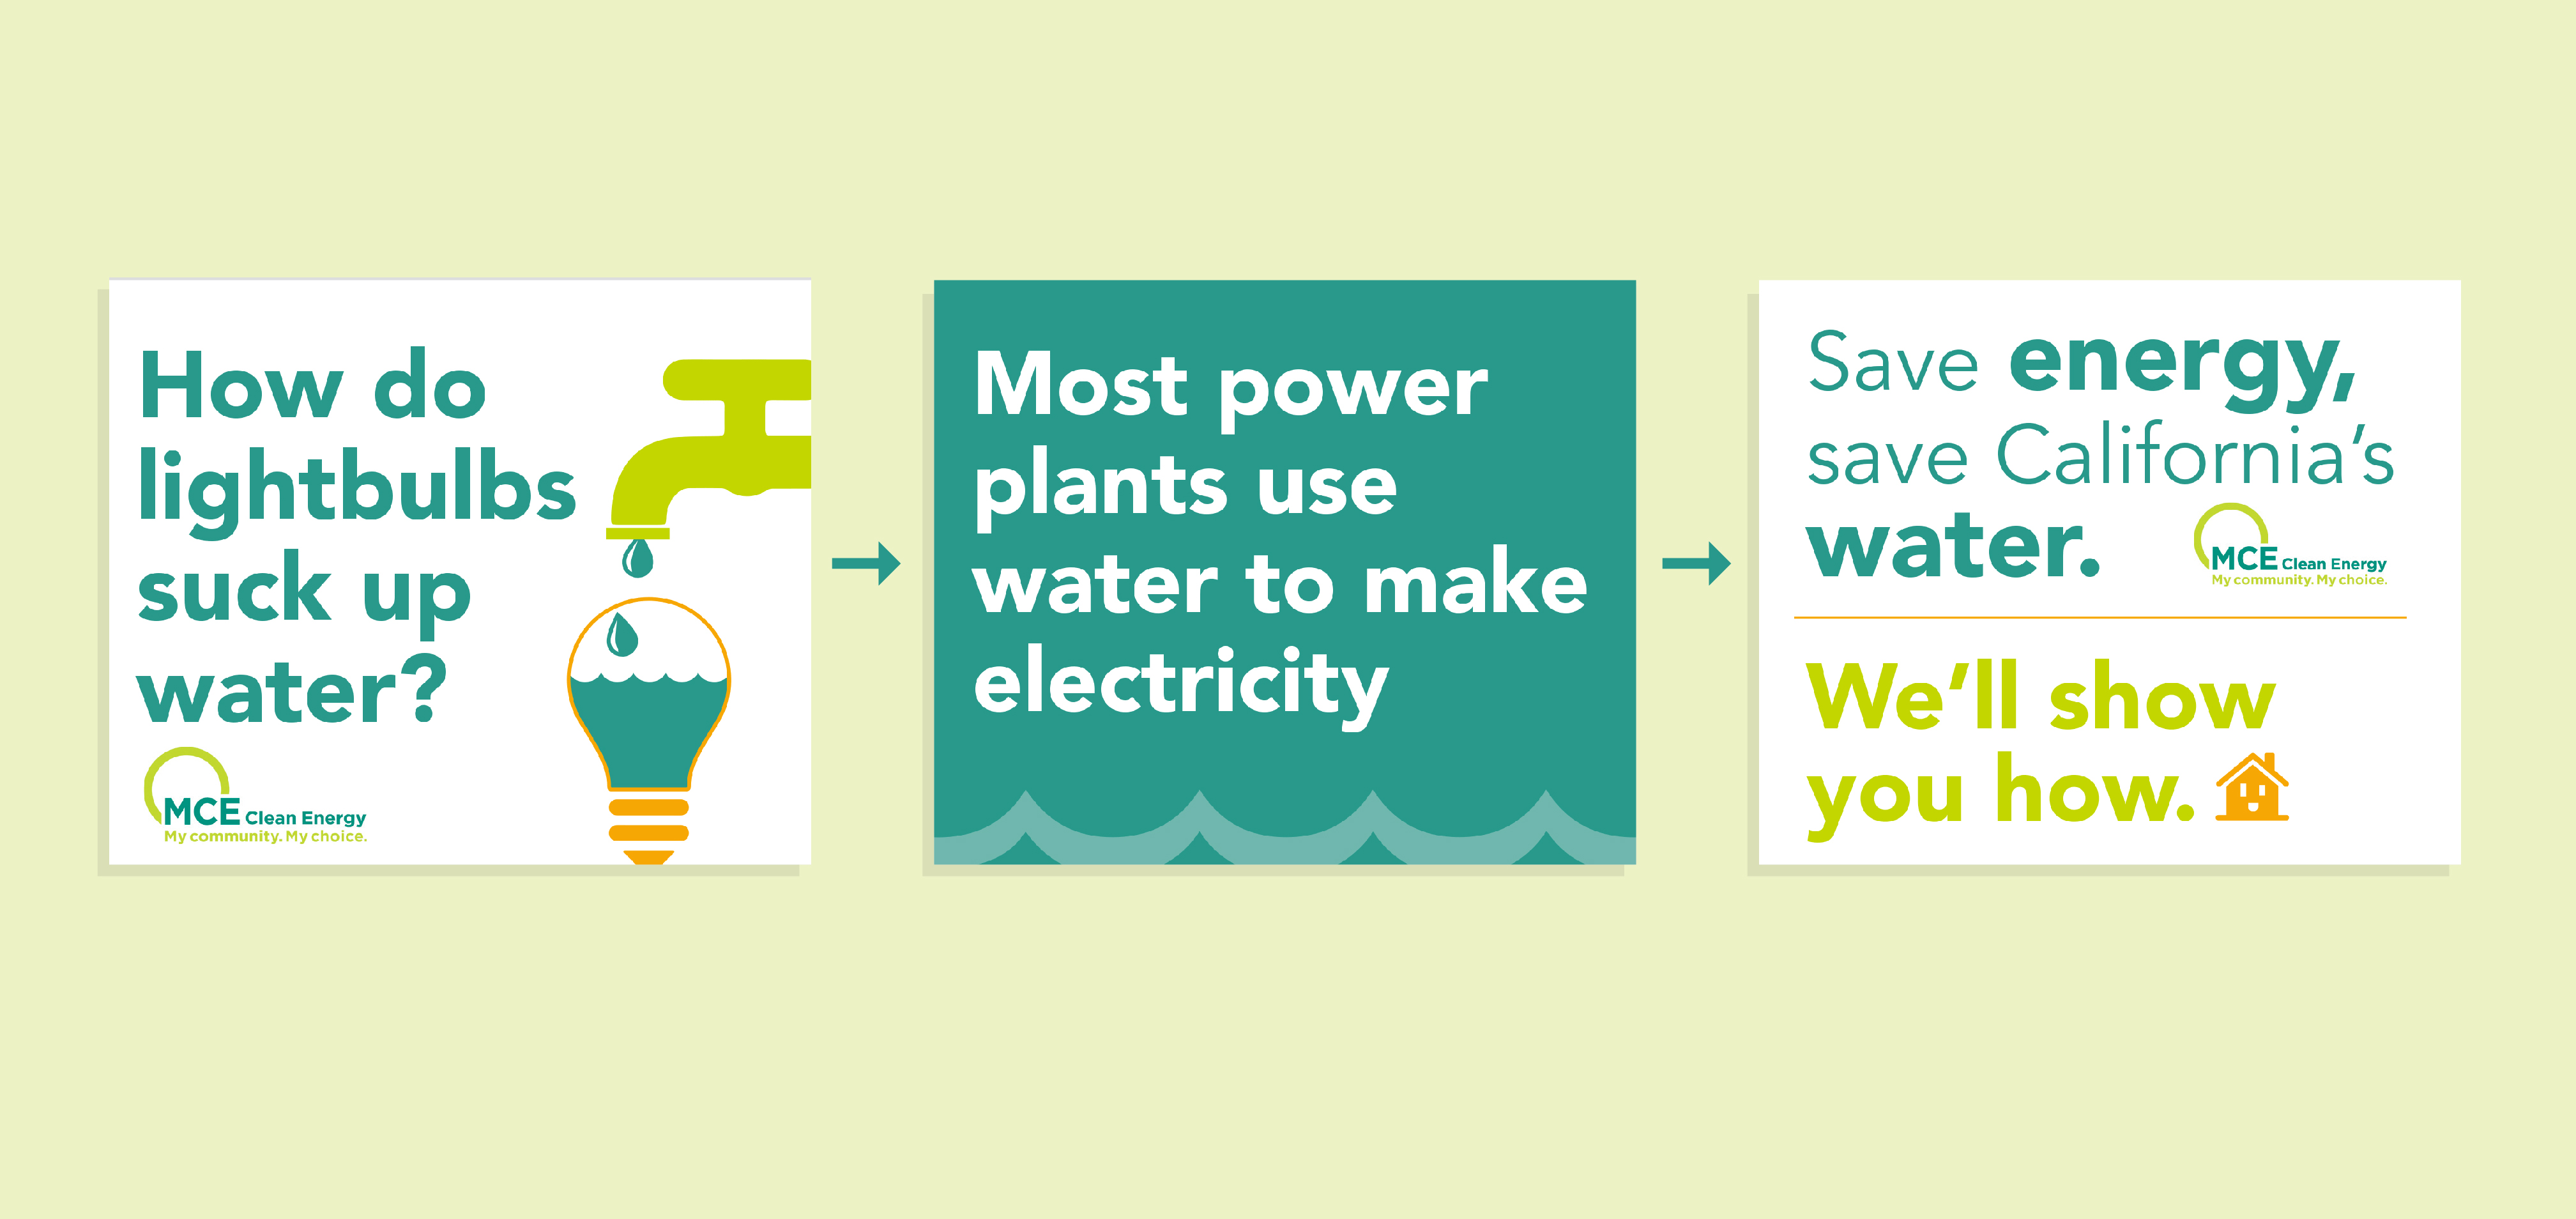 How do
lightbulbs
suck up
water?
MCE Clean Energy
My community. My choice.
Most power
plants use
water to make
electricity
Save energy,
save California’s
water.
MCE Clean Energy
My community. My choice.
We’ll show
you how.